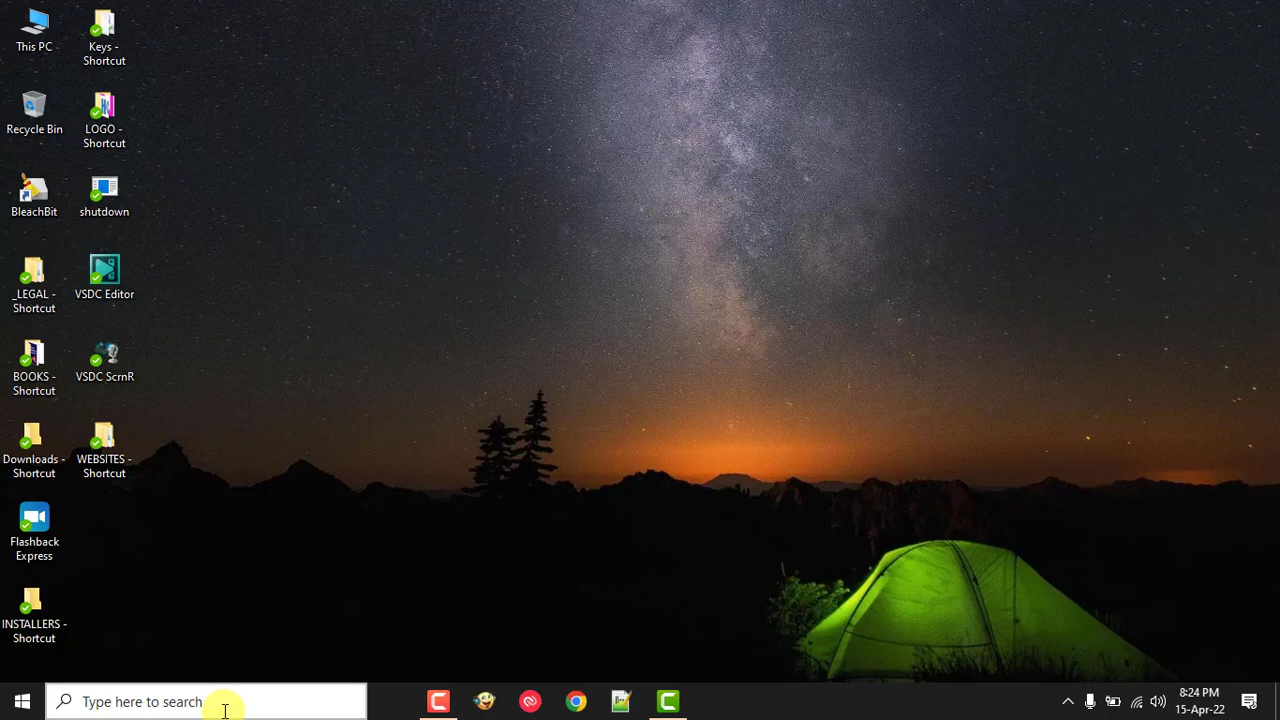 This PC
Keys -
Shortcut
Recycle Bin
LOGO -
Shortcut
BleachBit
shutdown
_LEGAL -
Shortcut
VSDC Editor
BOOKS -
Shortcut
VSDC ScrnR
Downloads -
Shortcut
WEBSITES -
Shortcut
Flashback
Express
INSTALLERS -
Shortcut
Type here to search
8:24 PM
15-Apr-22